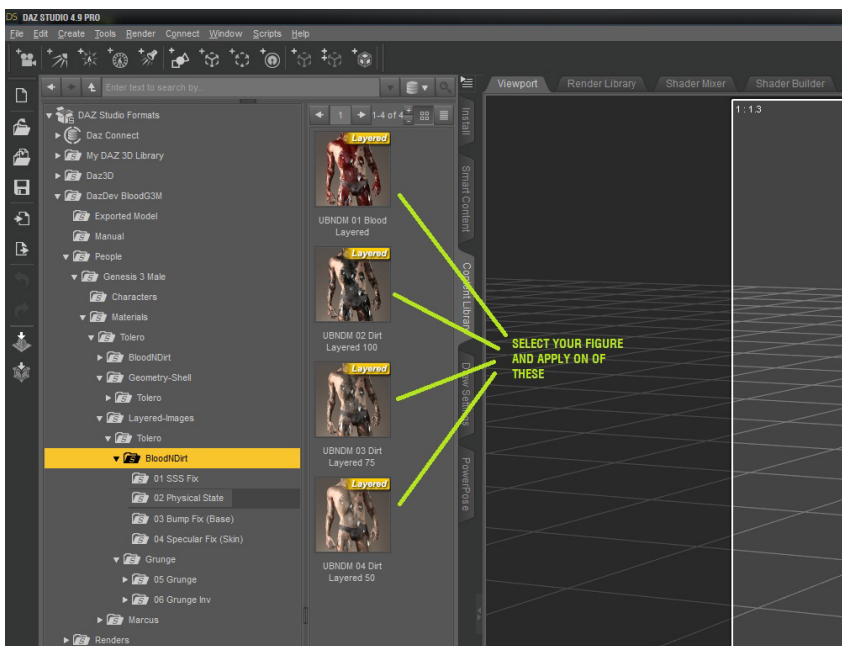 DS DAZ STUDIO 4.9 PRO
File Edit Create Tools Render Connect Window Scripts Help
Enter text to search by...
Viewport Render Library Shader Mixer Shader Builder
DAZ Studio Formats
Daz Connect
My DAZ 3D Library
Daz3D
DazDev BloodG3M
Exported Model
Manual
People
Genesis 3 Male
Characters
Materials
Tolero
BloodNDirt
Geometry-Shell
Tolero
Layered-Images
Tolero
BloodNDirt
01 SSS Fix
02 Physical State
03 Bump Fix (Base)
04 Specular Fix (Skin)
Grunge
05 Grunge
06 Grunge Inv
Marcus
Renders
1 1-4 of 4
Layered
UBNDM 01 Blood
Layered
Layered
UBNDM 02 Dirt
Layered 100
Layered
UBNDM 03 Dirt
Layered 75
Layered
UBNDM 04 Dirt
Layered 50
Install
Smart Content
Content Library
Draw Settings
PowerPose
1 : 1.3
SELECT YOUR FIGURE
AND APPLY ON OF
THESE